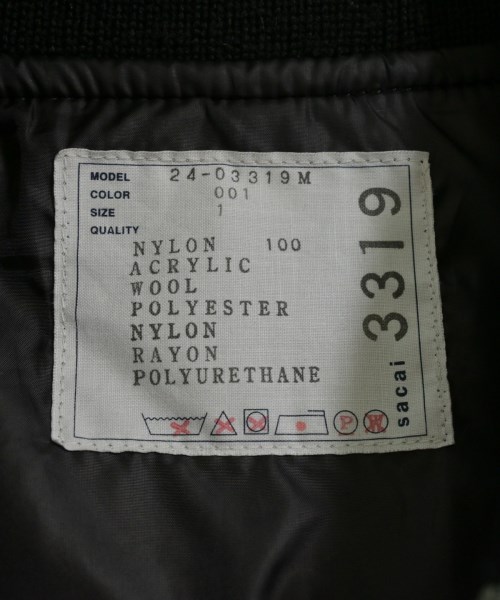 MODEL 24-03319M
COLOR 001
SIZE 1
QUALITY
NYLON 100
ACRYLIC
WOOL
POLYESTER
NYLON
RAYON
POLYURETHANE
P W
sacai 3319